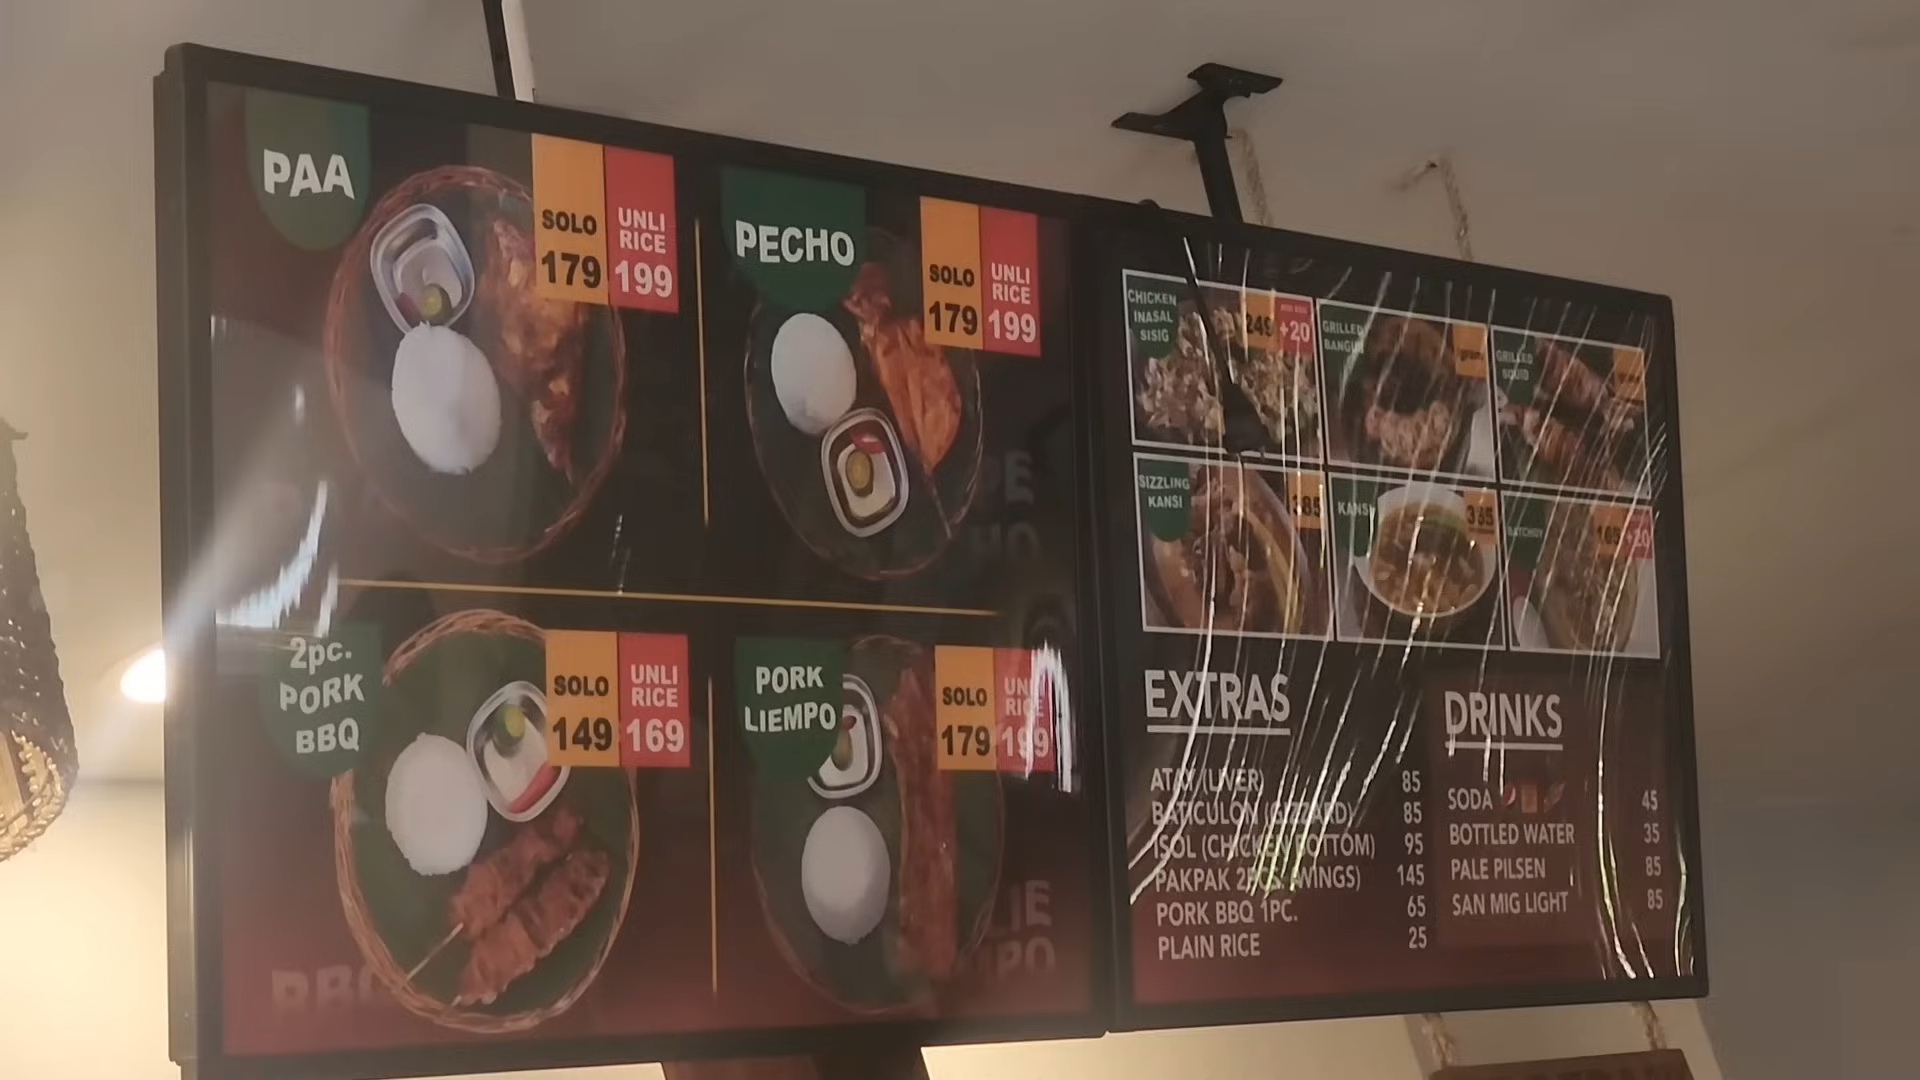 PAA
SOLO
179
UNLI
RICE
199
PECHO
SOLO
179
UNLI
RICE
199
2pc.
PORK
BBQ
SOLO
149
UNLI
RICE
169
PORK
LIEMPO
SOLO
179
UNLI
RICE
199
CHICKEN
INASAL
SISIG
249
+20
GRILLED
BANGUS
GRILLED
SQUID
SIZZLING
KANSI
385
KANSI
335
BATCHOY
165
+20
EXTRAS
ATAY (LIVER) 85
BATICULON (GIZZARD) 85
ISOL (CHICKEN BOTTOM) 95
PAKPAK 2PCS. (WINGS) 145
PORK BBQ 1PC. 65
PLAIN RICE 25
DRINKS
SODA 45
BOTTLED WATER 35
PALE PILSEN 85
SAN MIG LIGHT 85